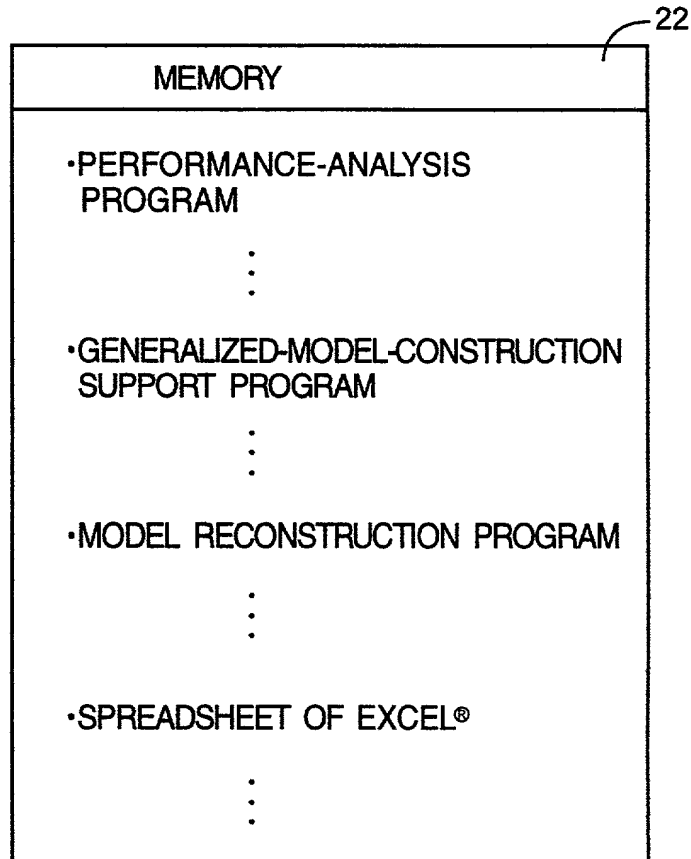 22
MEMORY
·PERFORMANCE-ANALYSIS
PROGRAM
·GENERALIZED-MODEL-CONSTRUCTION
SUPPORT PROGRAM
·MODEL RECONSTRUCTION PROGRAM
·SPREADSHEET OF EXCEL®